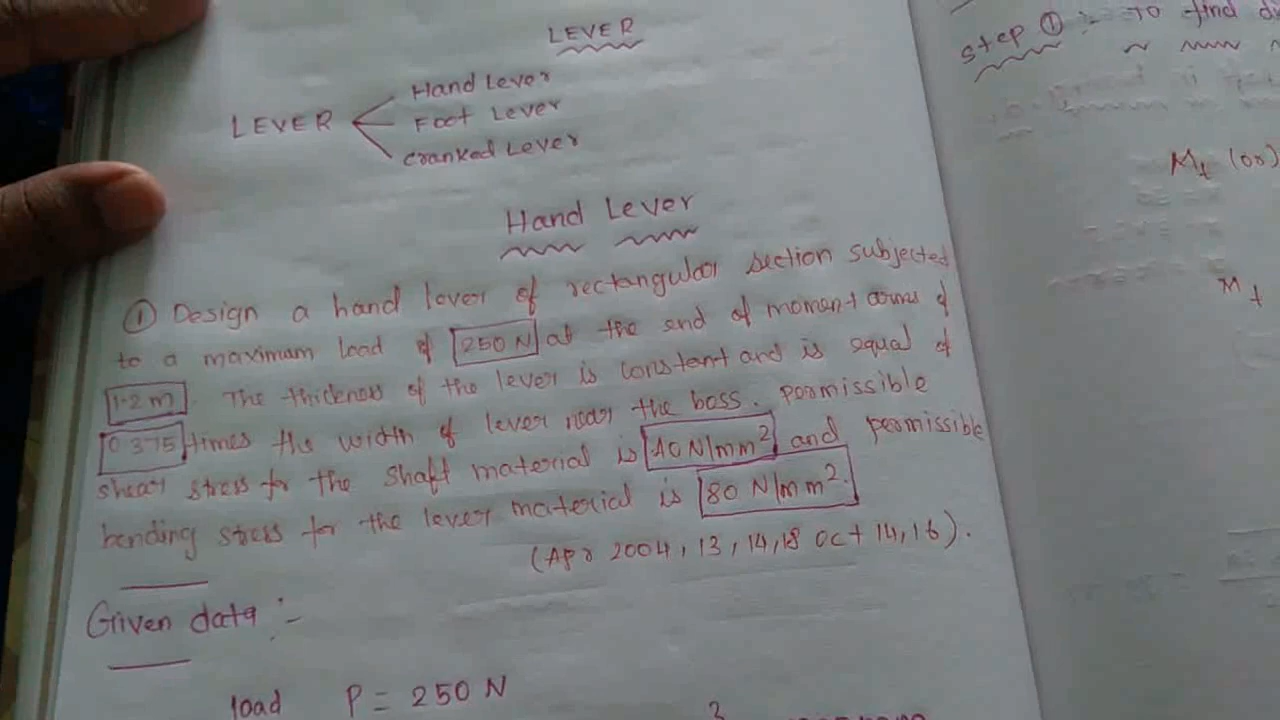 LEVER
LEVER
Hand Lever
Foot Lever
Cranked Lever
Hand Lever
① Design a hand lever of rectangular section subjected
to a maximum load of 250 N at the end of moment arms of
1.2 m. The thickness of the lever is constant and is equal of
0.375 times the width of lever near the boss. permissible
shear stress for the shaft material is 40 N/mm² and permissible
bending stress for the lever material is 80 N/mm².
(Apr 2004, 13, 14, 18 Oct 14, 16).
Given data :-
load P = 250 N
step ① :- To find
Mt (or)
Mt